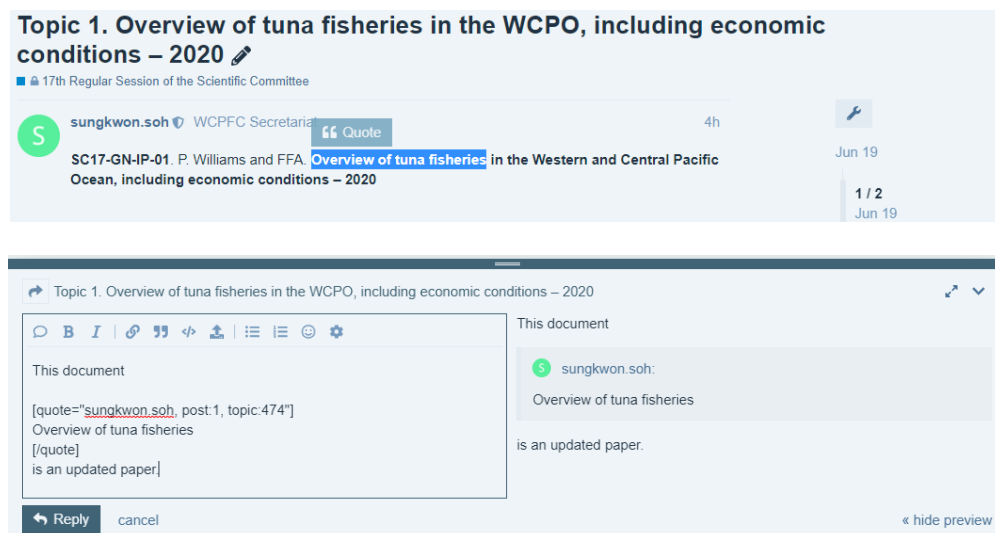 Topic 1. Overview of tuna fisheries in the WCPO, including economic
conditions – 2020
17th Regular Session of the Scientific Committee
S
sungkwon.soh WCPFC Secretariat 4h
Quote
SC17-GN-IP-01. P. Williams and FFA. Overview of tuna fisheries in the Western and Central Pacific
Ocean, including economic conditions – 2020
Jun 19
1 / 2
Jun 19
Topic 1. Overview of tuna fisheries in the WCPO, including economic conditions – 2020
B I
This document
[quote="sungkwon.soh, post:1, topic:474"]
Overview of tuna fisheries
[/quote]
is an updated paper.
This document
S sungkwon.soh:
Overview of tuna fisheries
is an updated paper.
Reply cancel
« hide preview